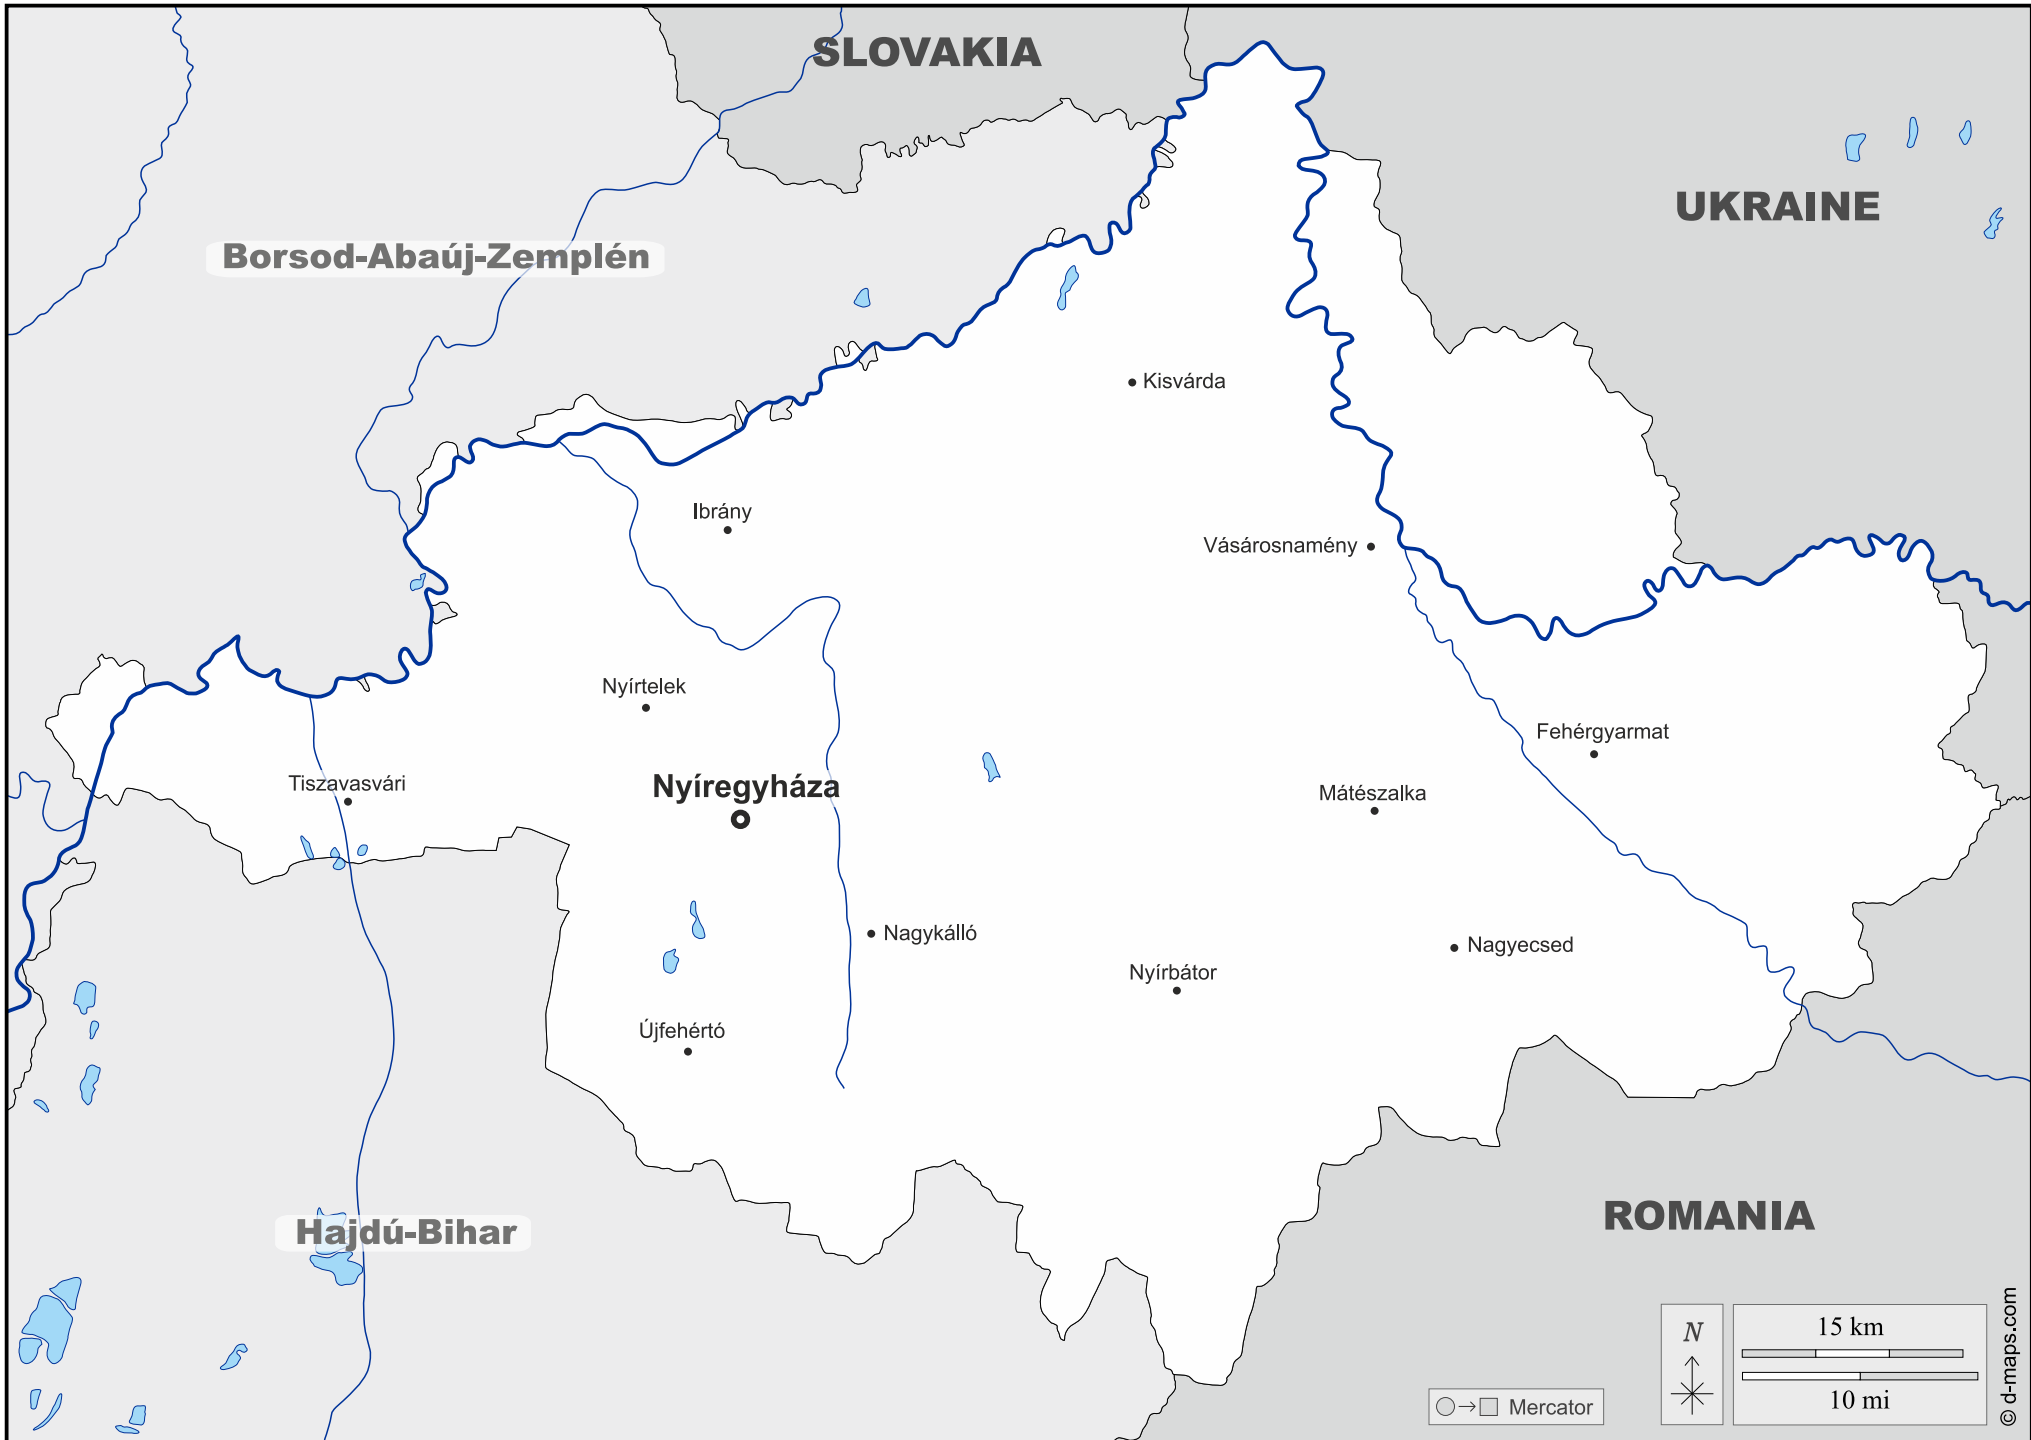 SLOVAKIA
UKRAINE
Borsod-Abaúj-Zemplén
Kisvárda
Ibrány
Vásárosnamény
Nyírtelek
Fehérgyarmat
Tiszavasvári
Nyíregyháza
Mátészalka
Nagykálló
Nagyecsed
Nyírbátor
Újfehértó
ROMANIA
Hajdú-Bihar
N
15 km
10 mi
Mercator
© d-maps.com